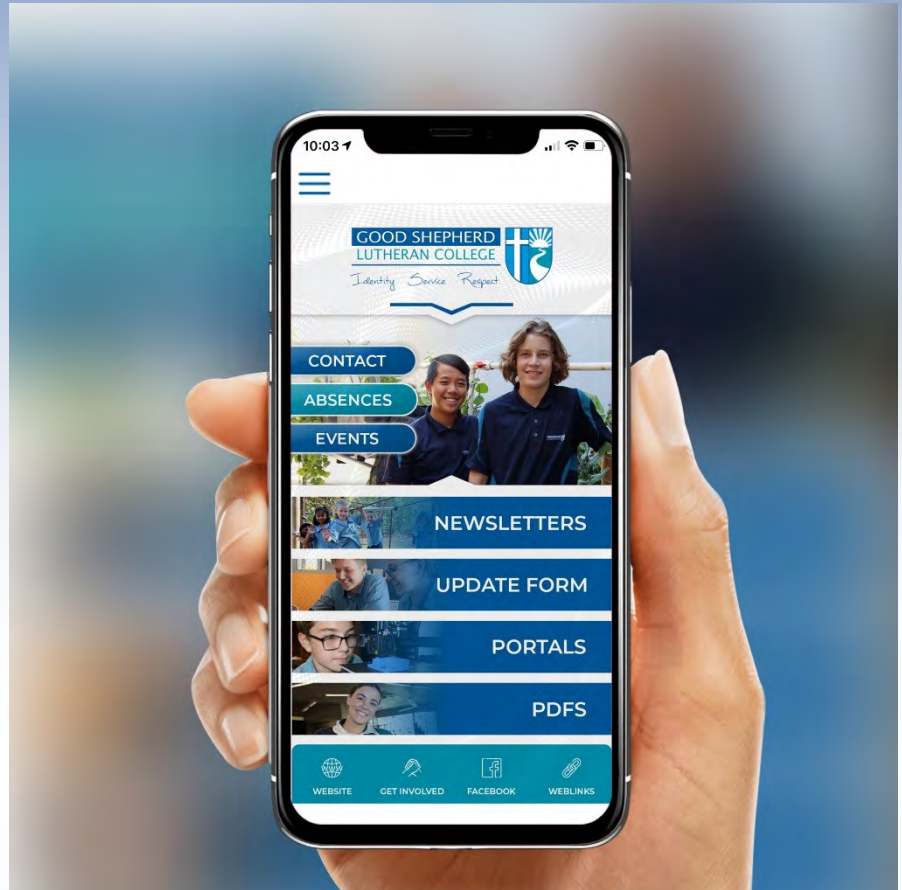 10:03
GOOD SHEPHERD
LUTHERAN COLLEGE
Identity Service Respect
CONTACT
ABSENCES
EVENTS
NEWSLETTERS
UPDATE FORM
PORTALS
PDFS
WEBSITE GET INVOLVED FACEBOOK WEBLINKS